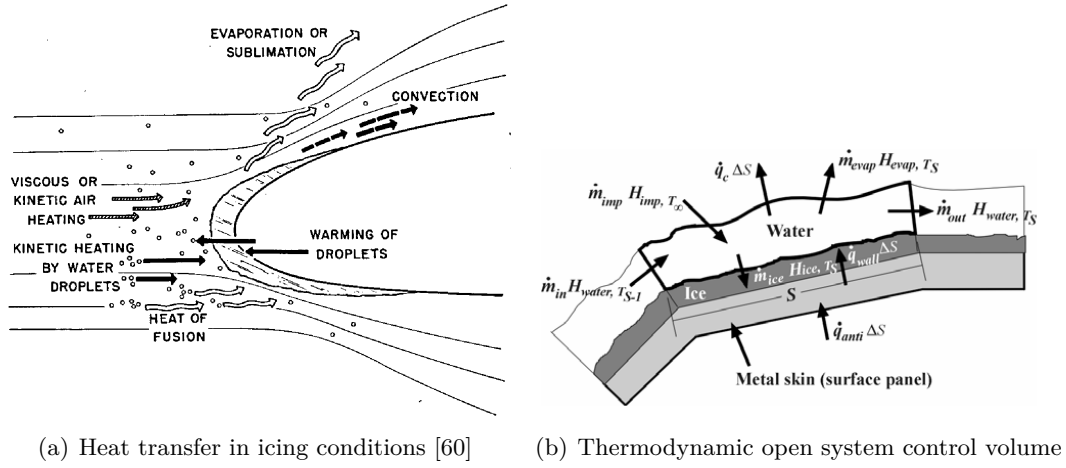 EVAPORATION OR
SUBLIMATION
CONVECTION
VISCOUS OR
KINETIC AIR
HEATING
KINETIC HEATING
BY WATER
DROPLETS
WARMING OF
DROPLETS
HEAT OF
FUSION
q̇c ΔS
ṁevap Hevap, TS
ṁimp Himp, T∞
Water
ṁout Hwater, TS
ṁin Hwater, TS-1
Ice
ṁice Hice, TS
q̇wall ΔS
S
q̇anti ΔS
Metal skin (surface panel)
(a) Heat transfer in icing conditions [60]
(b) Thermodynamic open system control volume